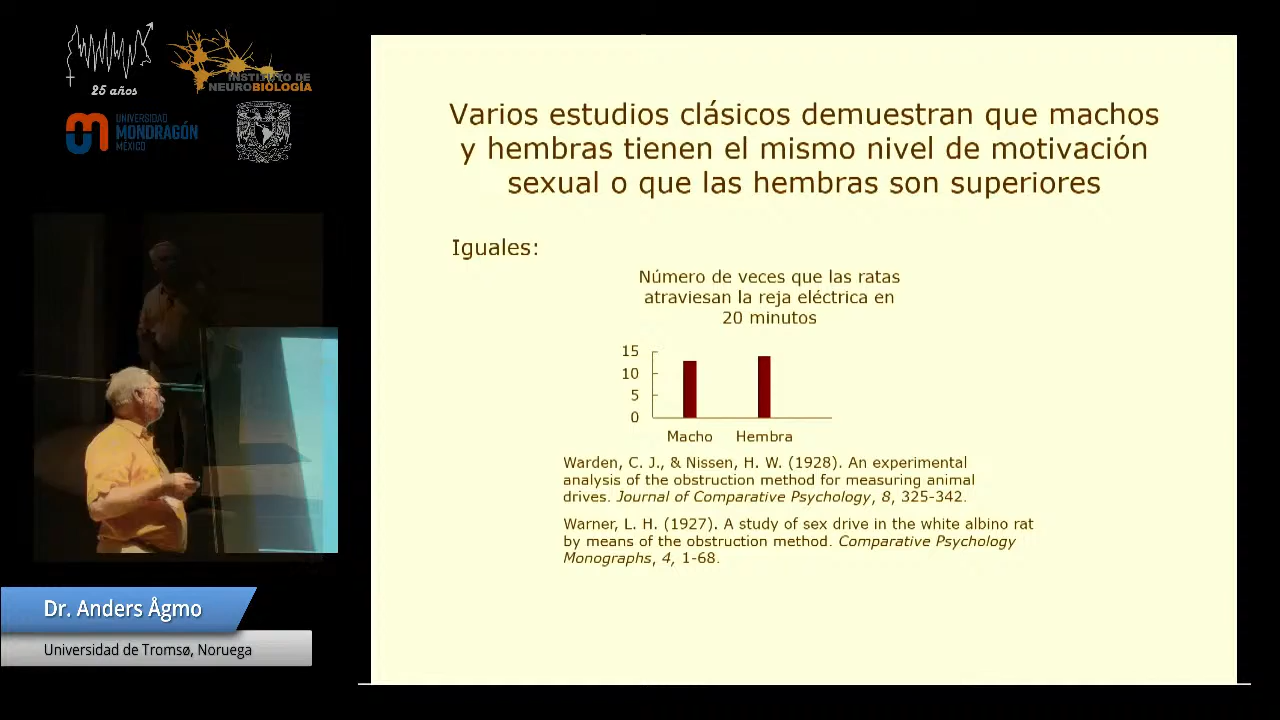 25 años
INSTITUTO DE
NEUROBIOLOGÍA
UNIVERSIDAD
MONDRAGÓN
MÉXICO
Varios estudios clásicos demuestran que machos
y hembras tienen el mismo nivel de motivación
sexual o que las hembras son superiores
Iguales:
Número de veces que las ratas
atraviesan la reja eléctrica en
20 minutos
15
10
5
0
Macho Hembra
Warden, C. J., & Nissen, H. W. (1928). An experimental
analysis of the obstruction method for measuring animal
drives. Journal of Comparative Psychology, 8, 325-342.
Warner, L. H. (1927). A study of sex drive in the white albino rat
by means of the obstruction method. Comparative Psychology
Monographs, 4, 1-68.
Dr. Anders Ågmo
Universidad de Tromsø, Noruega